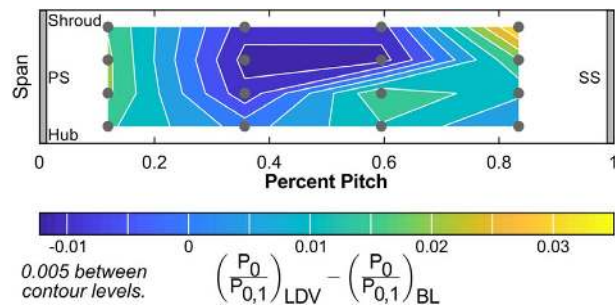 Shroud
Span
PS
SS
Hub
0 0.2 0.4 0.6 0.8 1
Percent Pitch
-0.01 0 0.01 0.02 0.03
0.005 between
contour levels.
(P0/P0,1)LDV − (P0/P0,1)BL